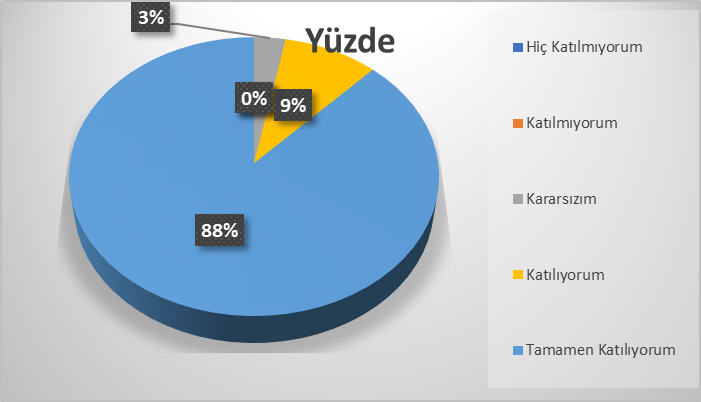 Yüzde
3%
0%
9%
88%
Hiç Katılmıyorum
Katılmıyorum
Kararsızım
Katılıyorum
Tamamen Katılıyorum